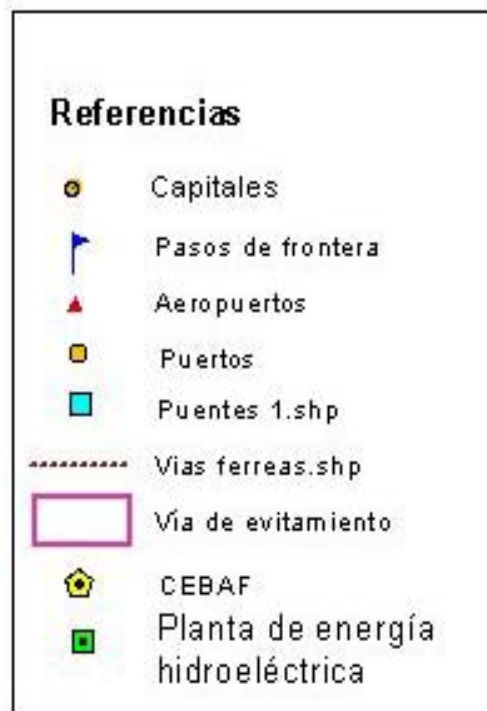 Referencias
Capitales
Pasos de frontera
Aeropuertos
Puertos
Puentes 1.shp
Vias ferreas.shp
Vía de evitamiento
CEBAF
Planta de energía
hidroeléctrica